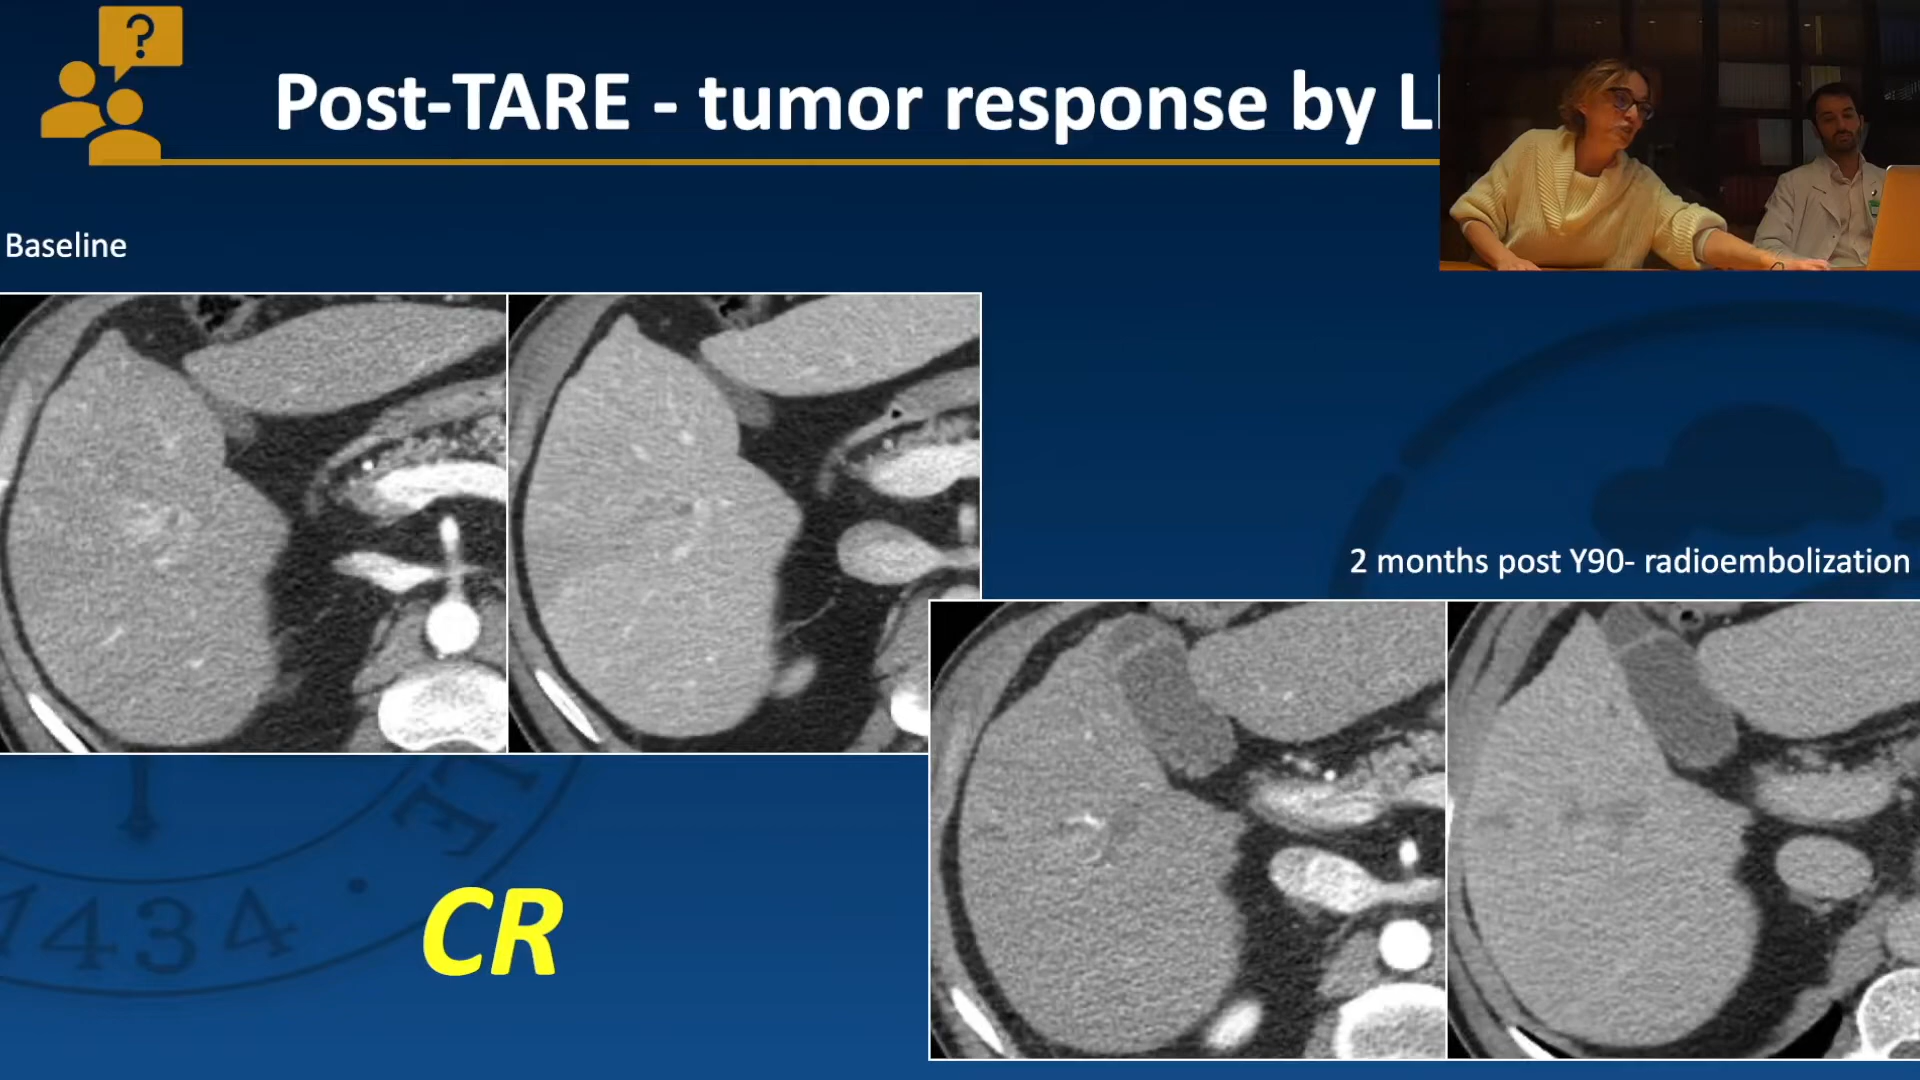 ?
Post-TARE - tumor response by L
Baseline
2 months post Y90- radioembolization
CR
1434